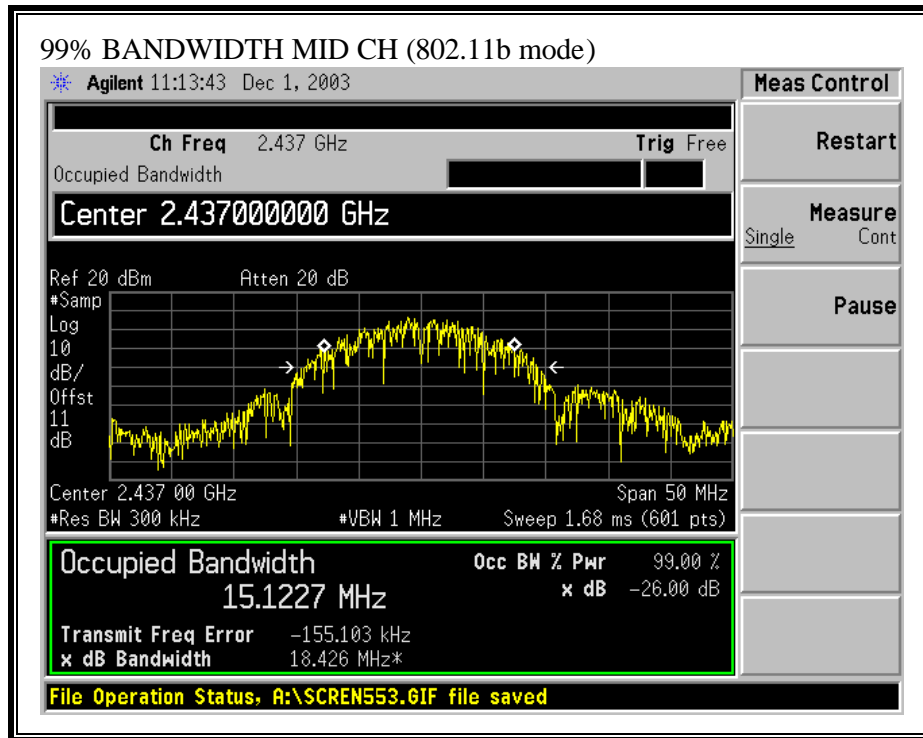 99% BANDWIDTH MID CH (802.11b mode)
Agilent 11:13:43 Dec 1, 2003
Meas Control
Ch Freq 2.437 GHz Trig Free
Occupied Bandwidth
Restart
Center 2.437000000 GHz
Measure
Single Cont
Ref 20 dBm Atten 20 dB
#Samp
Log
10
dB/
Offst
11
dB
Pause
Center 2.437 00 GHz Span 50 MHz
#Res BW 300 kHz #VBW 1 MHz Sweep 1.68 ms (601 pts)
Occupied Bandwidth Occ BW % Pwr 99.00 %
15.1227 MHz x dB -26.00 dB
Transmit Freq Error -155.103 kHz
x dB Bandwidth 18.426 MHz*
File Operation Status, A:\SCREN553.GIF file saved